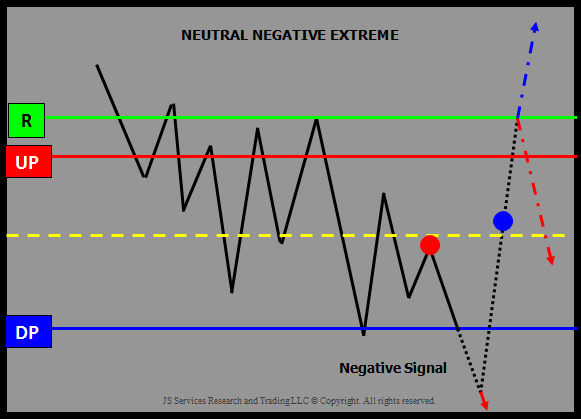 NEUTRAL NEGATIVE EXTREME
R
UP
DP
Negative Signal
JS Services Research and Trading LLC © Copyright. All rights reserved.